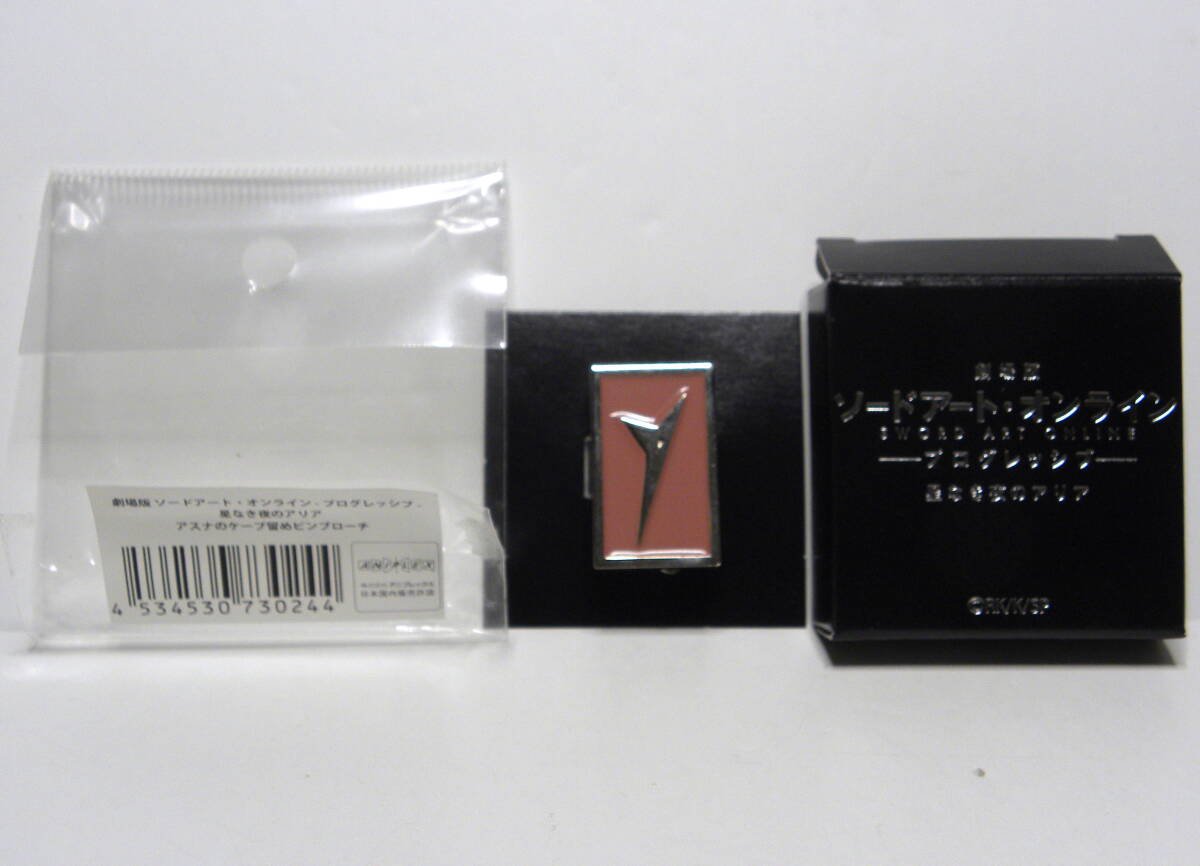 劇場版 ソードアート・オンライン - プログレッシブ -
星なき夜のアリア
アスナのケープ留めピンブローチ
4 534530 730244
ANIPLEX
日本国内販売許諾
劇場版
ソードアート・オンライン
SWORD ART ONLINE
プログレッシブ
星なき夜のアリア
©RK/K/SP